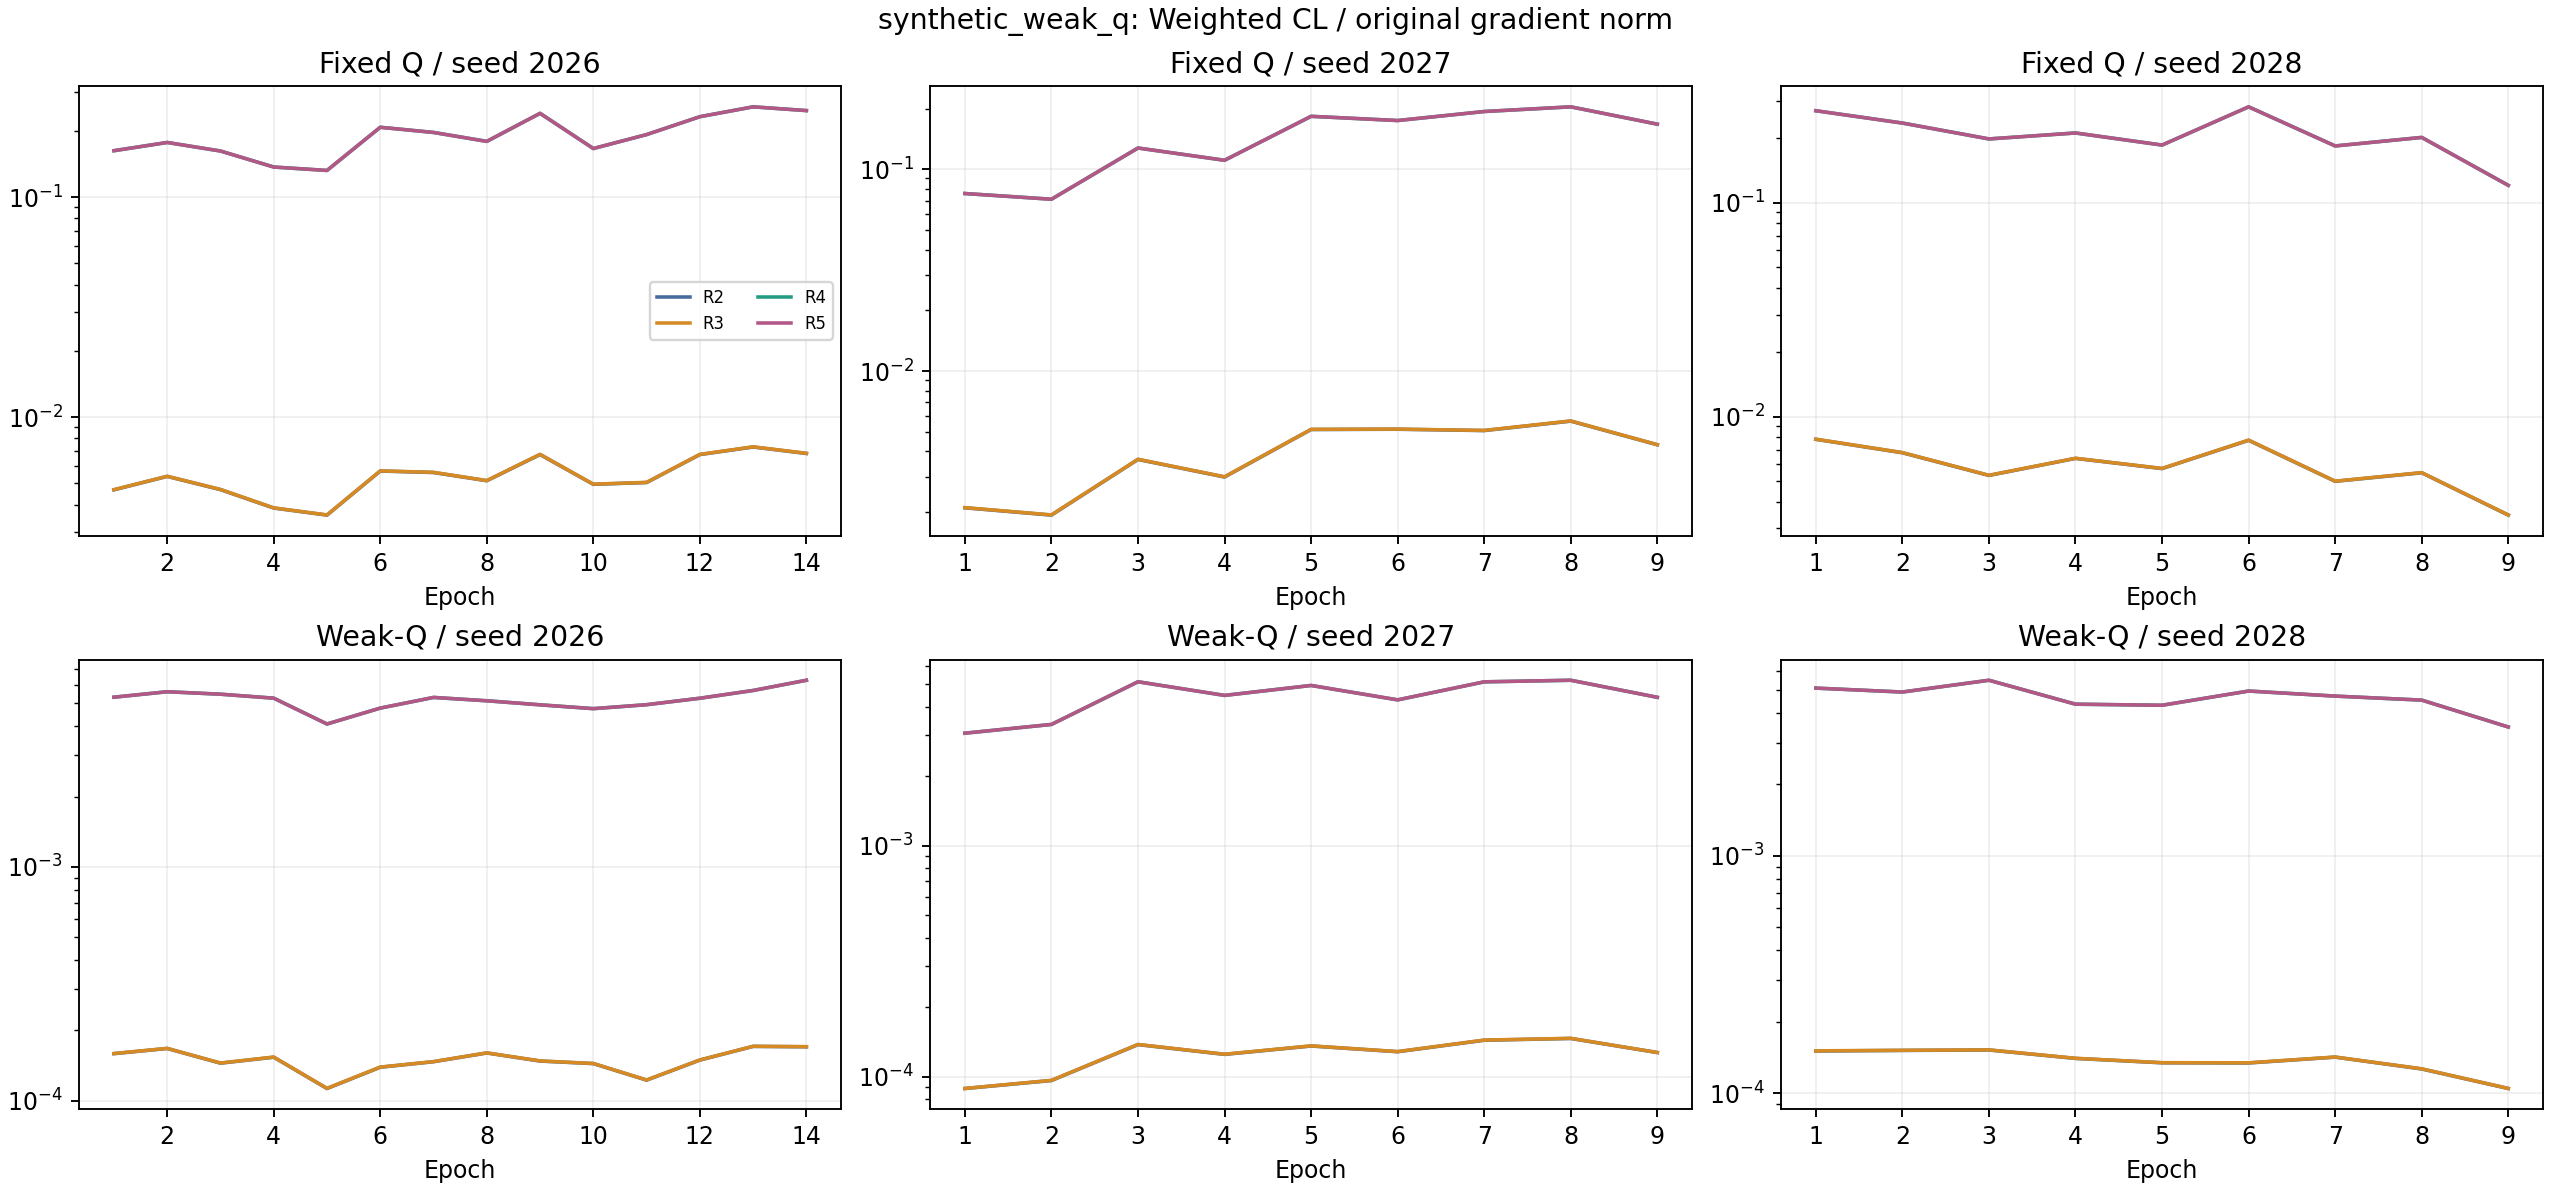 synthetic_weak_q: Weighted CL / original gradient norm
Fixed Q / seed 2026
10⁻¹
10⁻²
R2
R4
R3
R5
2 4 6 8 10 12 14
Epoch
Fixed Q / seed 2027
10⁻¹
10⁻²
1 2 3 4 5 6 7 8 9
Epoch
Fixed Q / seed 2028
10⁻¹
10⁻²
1 2 3 4 5 6 7 8 9
Epoch
Weak-Q / seed 2026
10⁻³
10⁻⁴
2 4 6 8 10 12 14
Epoch
Weak-Q / seed 2027
10⁻³
10⁻⁴
1 2 3 4 5 6 7 8 9
Epoch
Weak-Q / seed 2028
10⁻³
10⁻⁴
1 2 3 4 5 6 7 8 9
Epoch